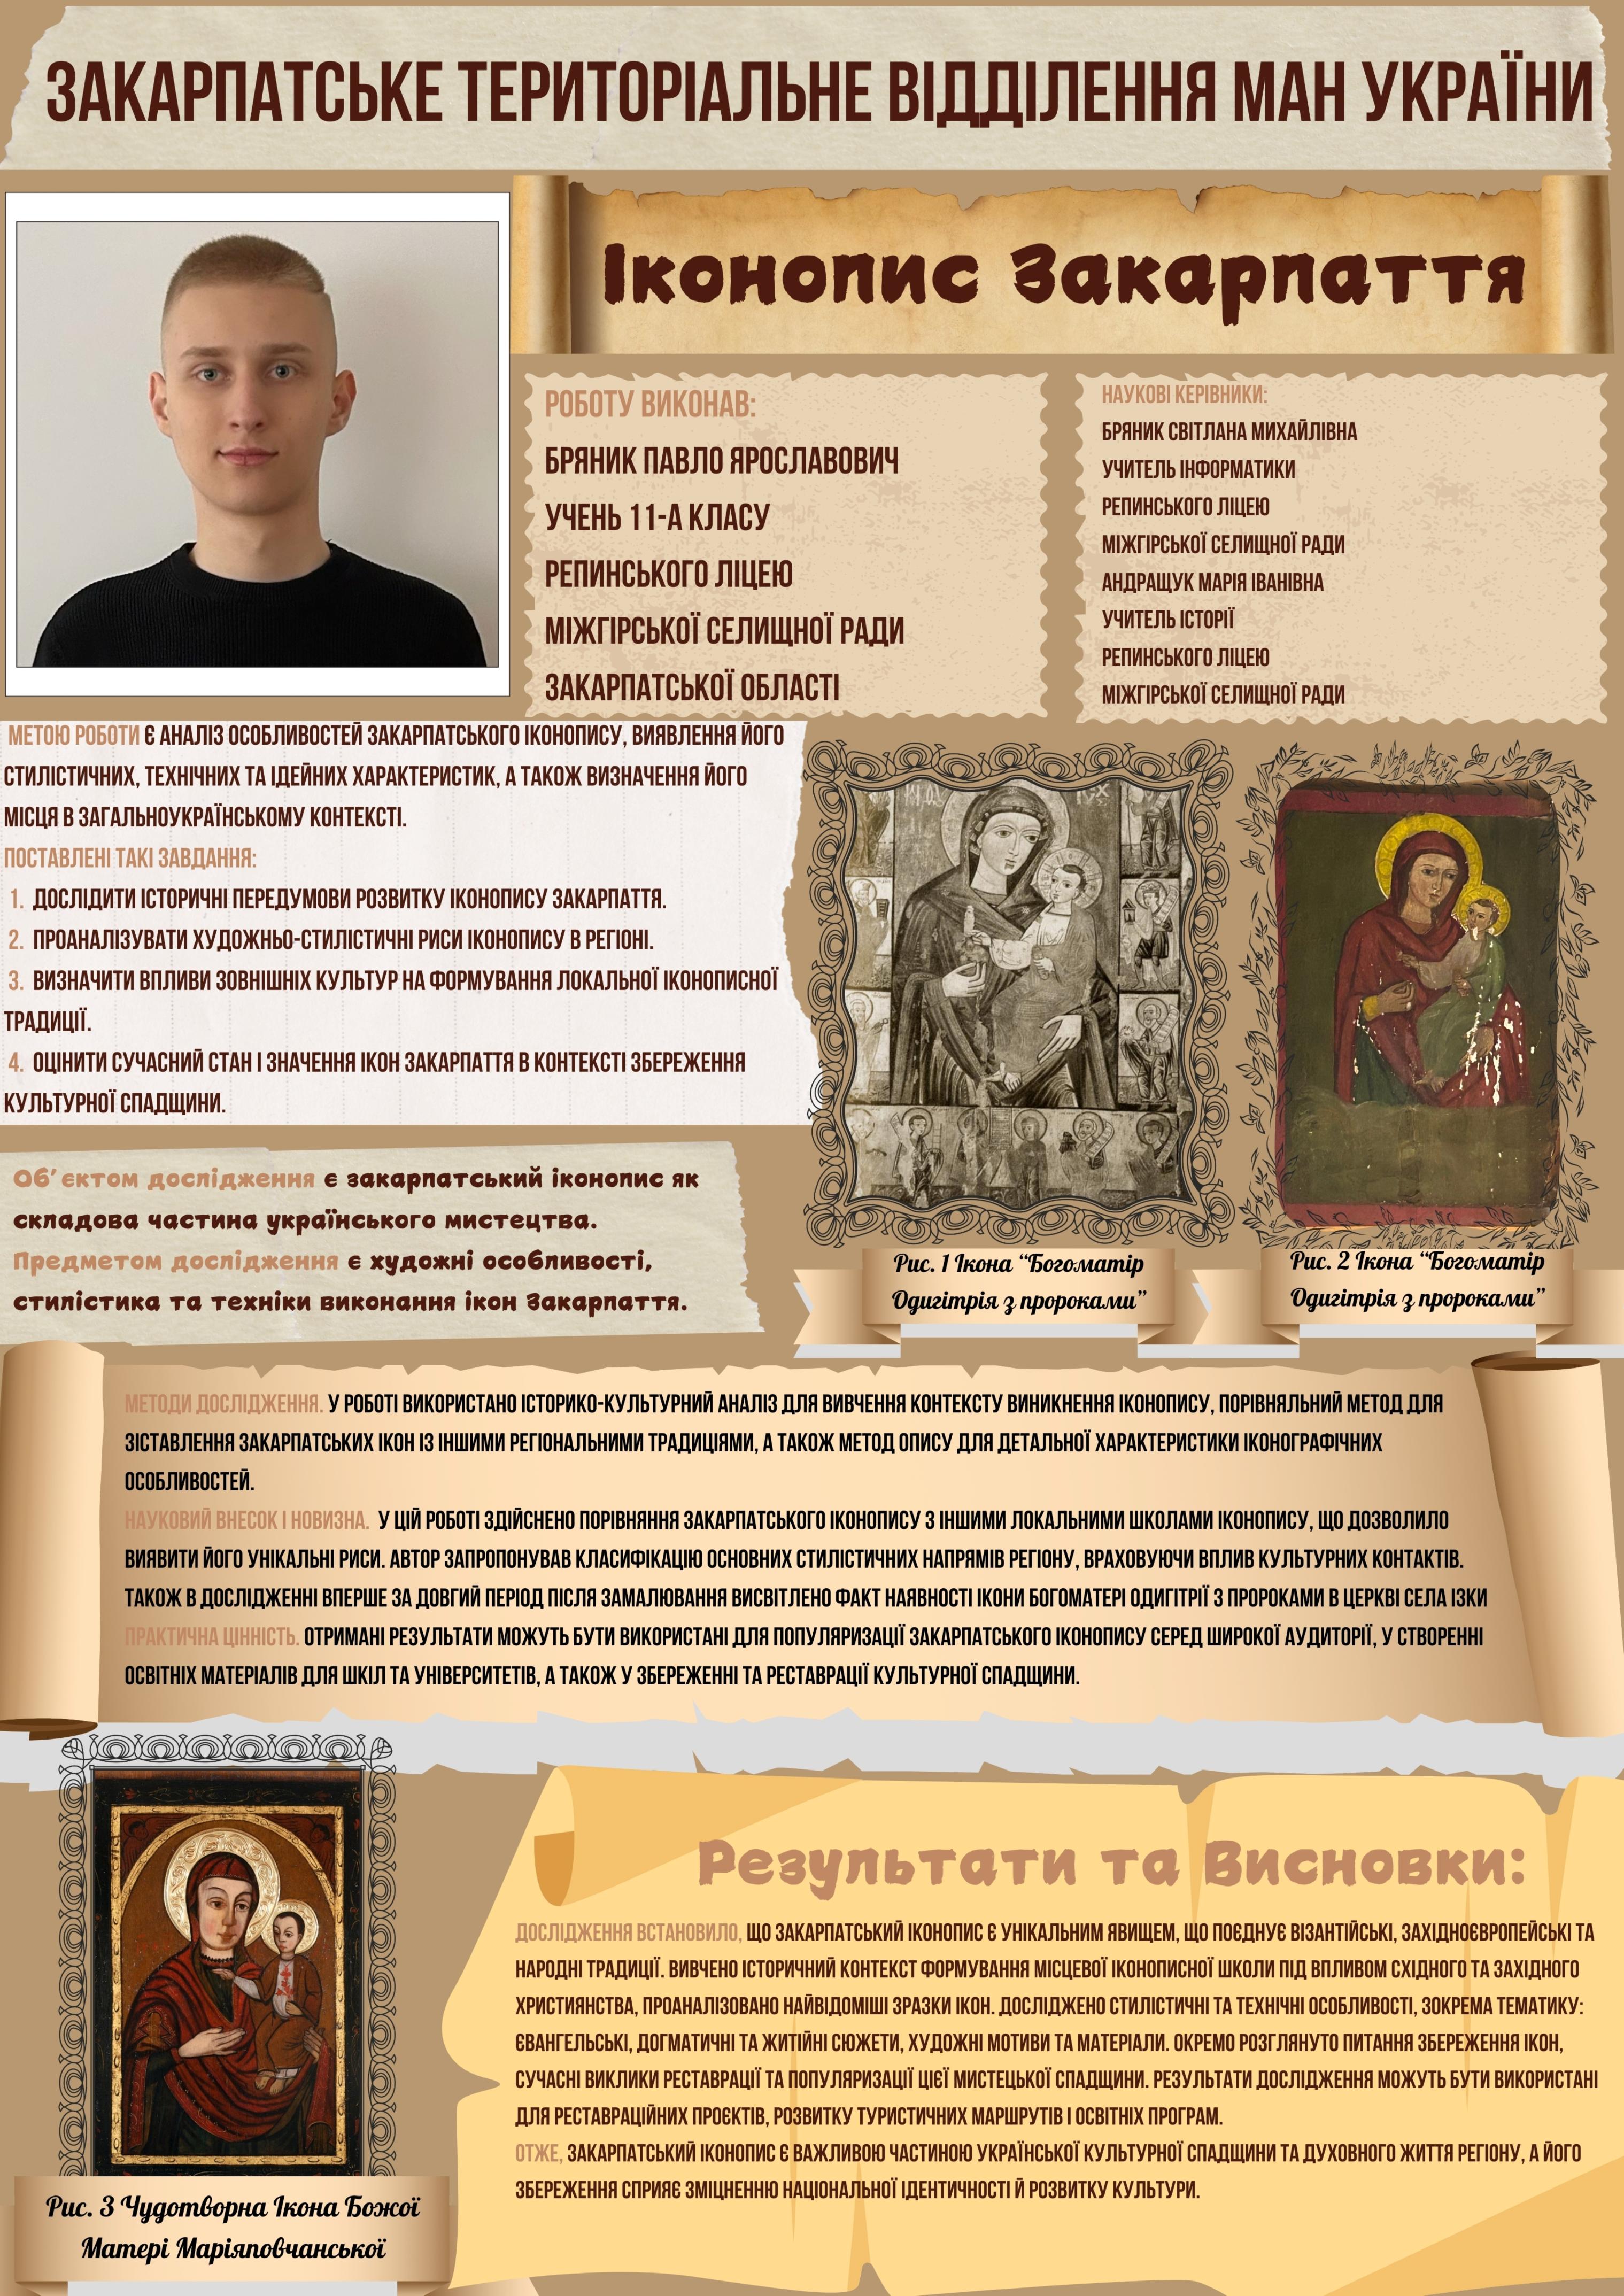 ЗАКАРПАТСЬКЕ ТЕРИТОРІАЛЬНЕ ВІДДІЛЕННЯ МАН УКРАЇНИ
Іконопис Закарпаття
РОБОТУ ВИКОНАВ:
БРЯНИК ПАВЛО ЯРОСЛАВОВИЧ
УЧЕНЬ 11-А КЛАСУ
РЕПИНСЬКОГО ЛІЦЕЮ
МІЖГІРСЬКОЇ СЕЛИЩНОЇ РАДИ
ЗАКАРПАТСЬКОЇ ОБЛАСТІ
НАУКОВІ КЕРІВНИКИ:
БРЯНИК СВІТЛАНА МИХАЙЛІВНА
УЧИТЕЛЬ ІНФОРМАТИКИ
РЕПИНСЬКОГО ЛІЦЕЮ
МІЖГІРСЬКОЇ СЕЛИЩНОЇ РАДИ
АНДРАЩУК МАРІЯ ІВАНІВНА
УЧИТЕЛЬ ІСТОРІЇ
РЕПИНСЬКОГО ЛІЦЕЮ
МІЖГІРСЬКОЇ СЕЛИЩНОЇ РАДИ
МЕТОЮ РОБОТИ Є АНАЛІЗ ОСОБЛИВОСТЕЙ ЗАКАРПАТСЬКОГО ІКОНОПИСУ, ВИЯВЛЕННЯ ЙОГО
СТИЛІСТИЧНИХ, ТЕХНІЧНИХ ТА ІДЕЙНИХ ХАРАКТЕРИСТИК, А ТАКОЖ ВИЗНАЧЕННЯ ЙОГО
МІСЦЯ В ЗАГАЛЬНОУКРАЇНСЬКОМУ КОНТЕКСТІ.
ПОСТАВЛЕНІ ТАКІ ЗАВДАННЯ:
1. ДОСЛІДИТИ ІСТОРИЧНІ ПЕРЕДУМОВИ РОЗВИТКУ ІКОНОПИСУ ЗАКАРПАТТЯ.
2. ПРОАНАЛІЗУВАТИ ХУДОЖНЬО-СТИЛІСТИЧНІ РИСИ ІКОНОПИСУ В РЕГІОНІ.
3. ВИЗНАЧИТИ ВПЛИВИ ЗОВНІШНІХ КУЛЬТУР НА ФОРМУВАННЯ ЛОКАЛЬНОЇ ІКОНОПИСНОЇ
ТРАДИЦІЇ.
4. ОЦІНИТИ СУЧАСНИЙ СТАН І ЗНАЧЕННЯ ІКОН ЗАКАРПАТТЯ В КОНТЕКСТІ ЗБЕРЕЖЕННЯ
КУЛЬТУРНОЇ СПАДЩИНИ.
Об'єктом дослідження є закарпатський іконопис як
складова частина українського мистецтва.
Предметом дослідження є художні особливості,
стилістика та техніки виконання ікон Закарпаття.
Рис. 1 Ікона “Богоматір
Одигітрія з пророками”
Рис. 2 Ікона “Богоматір
Одигітрія з пророками”
МЕТОДИ ДОСЛІДЖЕННЯ. У РОБОТІ ВИКОРИСТАНО ІСТОРИКО-КУЛЬТУРНИЙ АНАЛІЗ ДЛЯ ВИВЧЕННЯ КОНТЕКСТУ ВИНИКНЕННЯ ІКОНОПИСУ, ПОРІВНЯЛЬНИЙ МЕТОД ДЛЯ
ЗІСТАВЛЕННЯ ЗАКАРПАТСЬКИХ ІКОН ІЗ ІНШИМИ РЕГІОНАЛЬНИМИ ТРАДИЦІЯМИ, А ТАКОЖ МЕТОД ОПИСУ ДЛЯ ДЕТАЛЬНОЇ ХАРАКТЕРИСТИКИ ІКОНОГРАФІЧНИХ
ОСОБЛИВОСТЕЙ.
НАУКОВИЙ ВНЕСОК І НОВИЗНА. У ЦІЙ РОБОТІ ЗДІЙСНЕНО ПОРІВНЯННЯ ЗАКАРПАТСЬКОГО ІКОНОПИСУ З ІНШИМИ ЛОКАЛЬНИМИ ШКОЛАМИ ІКОНОПИСУ, ЩО ДОЗВОЛИЛО
ВИЯВИТИ ЙОГО УНІКАЛЬНІ РИСИ. АВТОР ЗАПРОПОНУВАВ КЛАСИФІКАЦІЮ ОСНОВНИХ СТИЛІСТИЧНИХ НАПРЯМІВ РЕГІОНУ, ВРАХОВУЮЧИ ВПЛИВ КУЛЬТУРНИХ КОНТАКТІВ.
ТАКОЖ В ДОСЛІДЖЕННІ ВПЕРШЕ ЗА ДОВГИЙ ПЕРІОД ПІСЛЯ ЗАМАЛЮВАННЯ ВИСВІТЛЕНО ФАКТ НАЯВНОСТІ ІКОНИ БОГОМАТЕРІ ОДИГИТРІЇ З ПРОРОКАМИ В ЦЕРКВІ СЕЛА ІЗКИ
ПРАКТИЧНА ЦІННІСТЬ. ОТРИМАНІ РЕЗУЛЬТАТИ МОЖУТЬ БУТИ ВИКОРИСТАНІ ДЛЯ ПОПУЛЯРИЗАЦІЇ ЗАКАРПАТСЬКОГО ІКОНОПИСУ СЕРЕД ШИРОКОЇ АУДИТОРІЇ, У СТВОРЕННІ
ОСВІТНІХ МАТЕРІАЛІВ ДЛЯ ШКІЛ ТА УНІВЕРСИТЕТІВ, А ТАКОЖ У ЗБЕРЕЖЕННІ ТА РЕСТАВРАЦІЇ КУЛЬТУРНОЇ СПАДЩИНИ.
Рис. 3 Чудотворна Ікона Божої
Матері Маріяповчанської
Результати та Висновки:
ДОСЛІДЖЕННЯ ВСТАНОВИЛО, ЩО ЗАКАРПАТСЬКИЙ ІКОНОПИС Є УНІКАЛЬНИМ ЯВИЩЕМ, ЩО ПОЄДНУЄ ВІЗАНТІЙСЬКІ, ЗАХІДНОЄВРОПЕЙСЬКІ ТА
НАРОДНІ ТРАДИЦІЇ. ВИВЧЕНО ІСТОРИЧНИЙ КОНТЕКСТ ФОРМУВАННЯ МІСЦЕВОЇ ІКОНОПИСНОЇ ШКОЛИ ПІД ВПЛИВОМ СХІДНОГО ТА ЗАХІДНОГО
ХРИСТИЯНСТВА, ПРОАНАЛІЗОВАНО НАЙВІДОМІШІ ЗРАЗКИ ІКОН. ДОСЛІДЖЕНО СТИЛІСТИЧНІ ТА ТЕХНІЧНІ ОСОБЛИВОСТІ, ЗОКРЕМА ТЕМАТИКУ:
ЄВАНГЕЛЬСЬКІ, ДОГМАТИЧНІ ТА ЖИТІЙНІ СЮЖЕТИ, ХУДОЖНІ МОТИВИ ТА МАТЕРІАЛИ. ОКРЕМО РОЗГЛЯНУТО ПИТАННЯ ЗБЕРЕЖЕННЯ ІКОН,
СУЧАСНІ ВИКЛИКИ РЕСТАВРАЦІЇ ТА ПОПУЛЯРИЗАЦІЇ ЦІЄЇ МИСТЕЦЬКОЇ СПАДЩИНИ. РЕЗУЛЬТАТИ ДОСЛІДЖЕННЯ МОЖУТЬ БУТИ ВИКОРИСТАНІ
ДЛЯ РЕСТАВРАЦІЙНИХ ПРОЄКТІВ, РОЗВИТКУ ТУРИСТИЧНИХ МАРШРУТІВ І ОСВІТНІХ ПРОГРАМ.
ОТЖЕ, ЗАКАРПАТСЬКИЙ ІКОНОПИС Є ВАЖЛИВОЮ ЧАСТИНОЮ УКРАЇНСЬКОЇ КУЛЬТУРНОЇ СПАДЩИНИ ТА ДУХОВНОГО ЖИТТЯ РЕГІОНУ, А ЙОГО
ЗБЕРЕЖЕННЯ СПРИЯЄ ЗМІЦНЕННЮ НАЦІОНАЛЬНОЇ ІДЕНТИЧНОСТІ Й РОЗВИТКУ КУЛЬТУРИ.